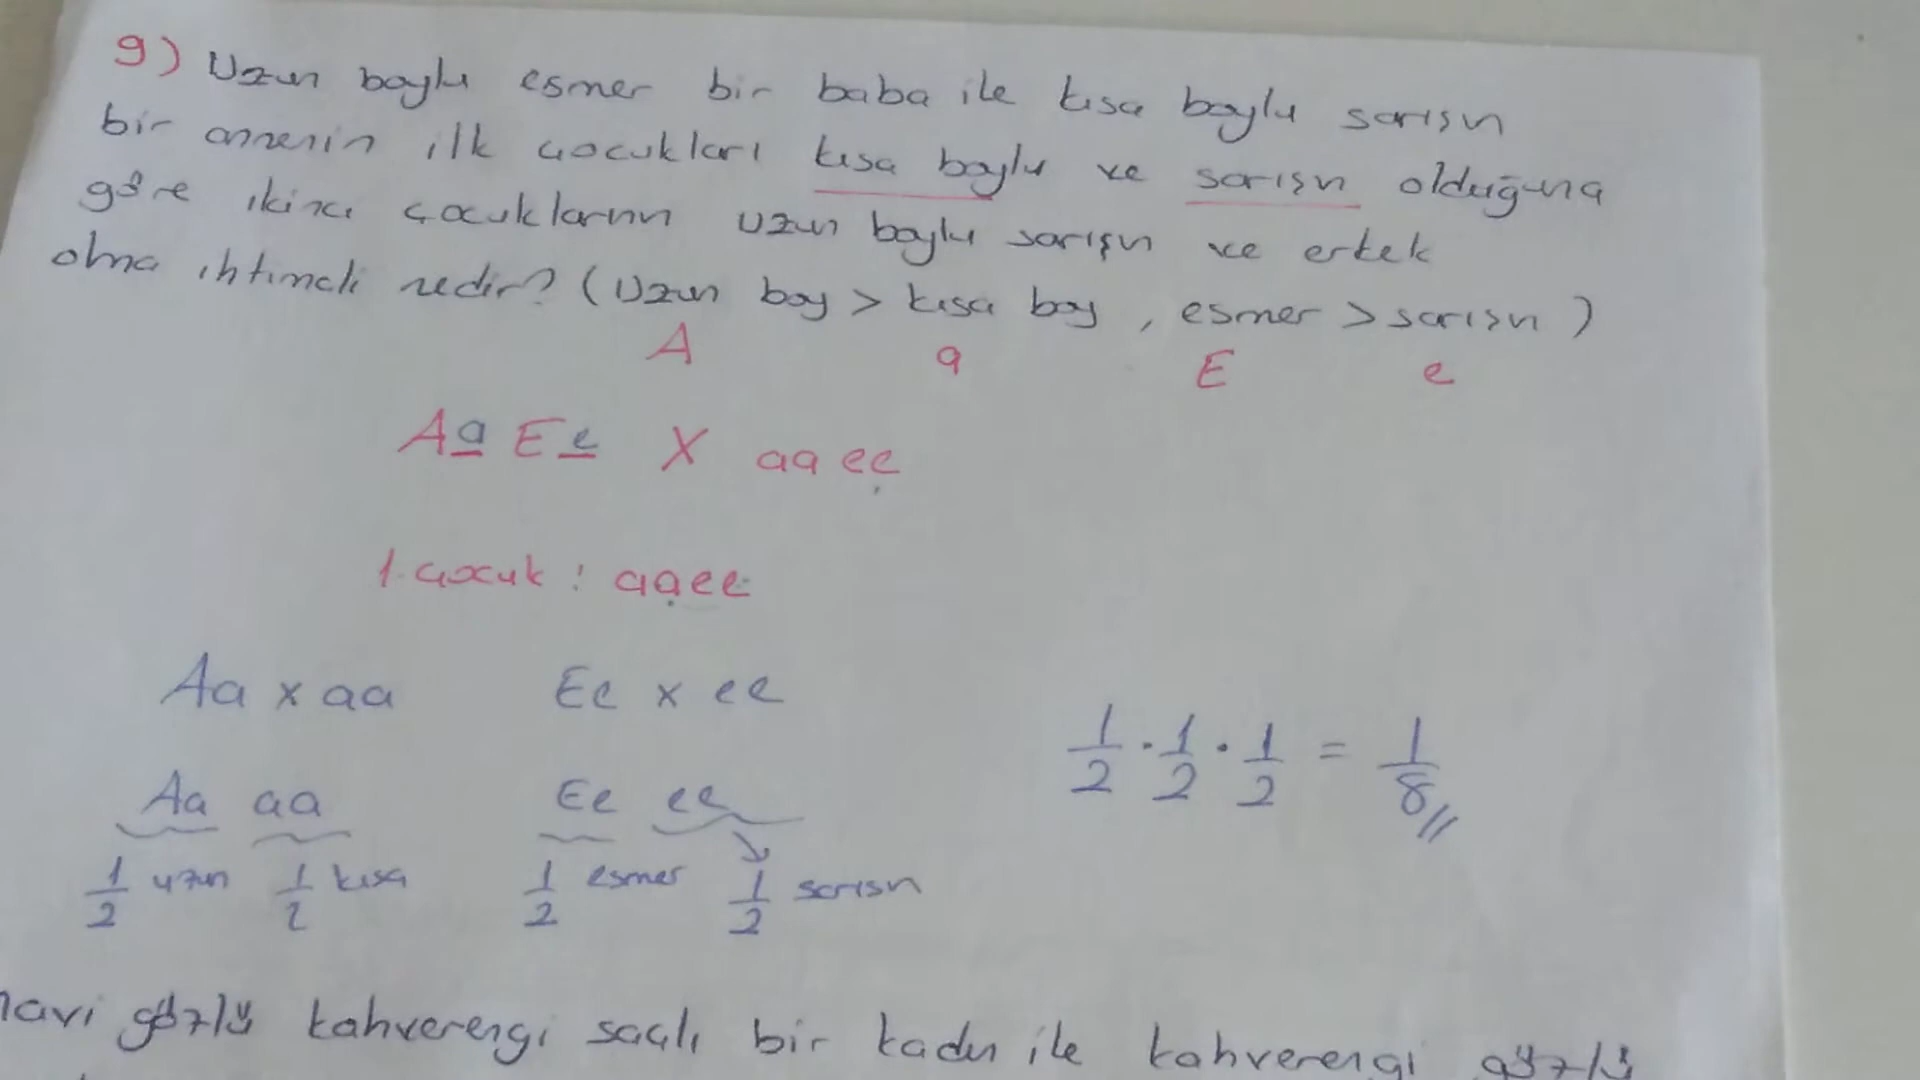 9) Uzun boylu esmer bir baba ile kısa boylu sarışın
bir annenin ilk çocukları kısa boylu ve sarışın olduğuna
göre ikinci çocuklarının uzun boylu sarışın ve erkek
olma ihtimali nedir? (Uzun boy > kısa boy , esmer > sarışın )
A a E e
Aa Ee X aa ee
1. çocuk : aaee
Aa x aa Ee x ee
1/2 · 1/2 · 1/2 = 1/8 //
Aa aa Ee ee
1/2 uzun 1/2 kısa 1/2 esmer 1/2 sarışın
mavi gözlü kahverengi saçlı bir kadın ile kahverengi gözlü